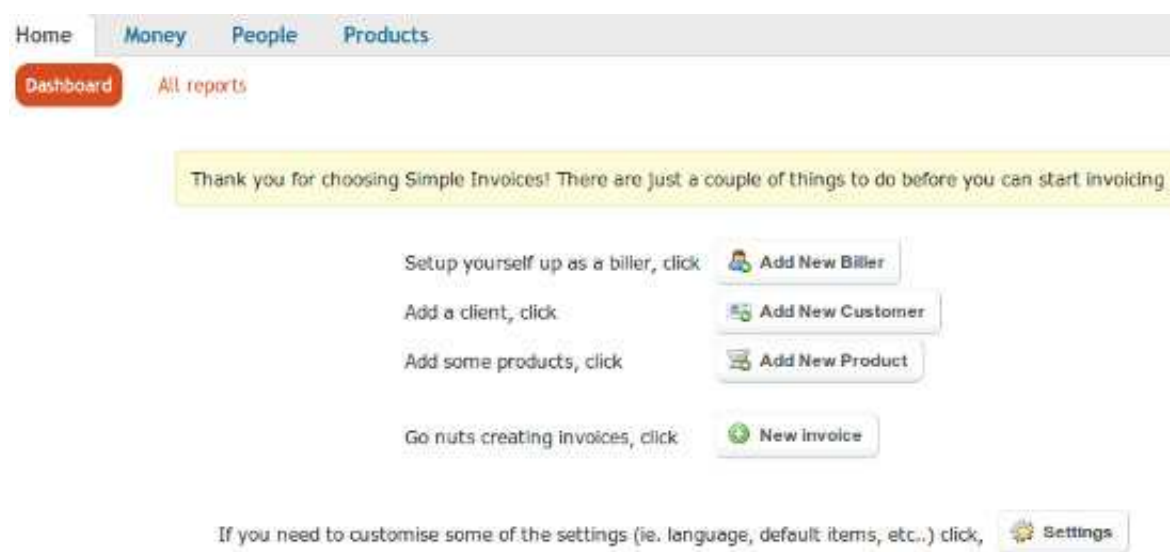 Home Money People Products
Dashboard All reports
Thank you for choosing Simple Invoices! There are just a couple of things to do before you can start invoicing
Setup yourself up as a biller, click Add New Biller
Add a client, click Add New Customer
Add some products, click Add New Product
Go nuts creating invoices, click New invoice
If you need to customise some of the settings (ie. language, default items, etc..) click, Settings